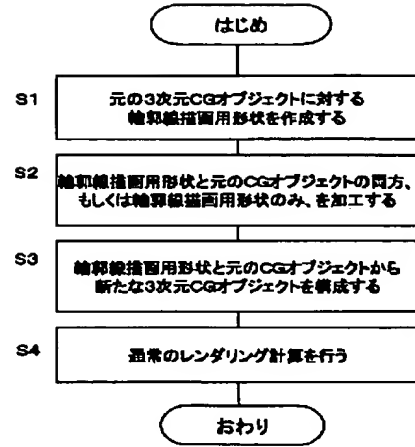 はじめ
S1
元の3次元CGオブジェクトに対する
輪郭線描画用形状を作成する
S2
輪郭線描画用形状と元のCGオブジェクトの両方、
もしくは輪郭線描画用形状のみ、を加工する
S3
輪郭線描画用形状と元のCGオブジェクトから
新たな3次元CGオブジェクトを構成する
S4
通常のレンダリング計算を行う
おわり